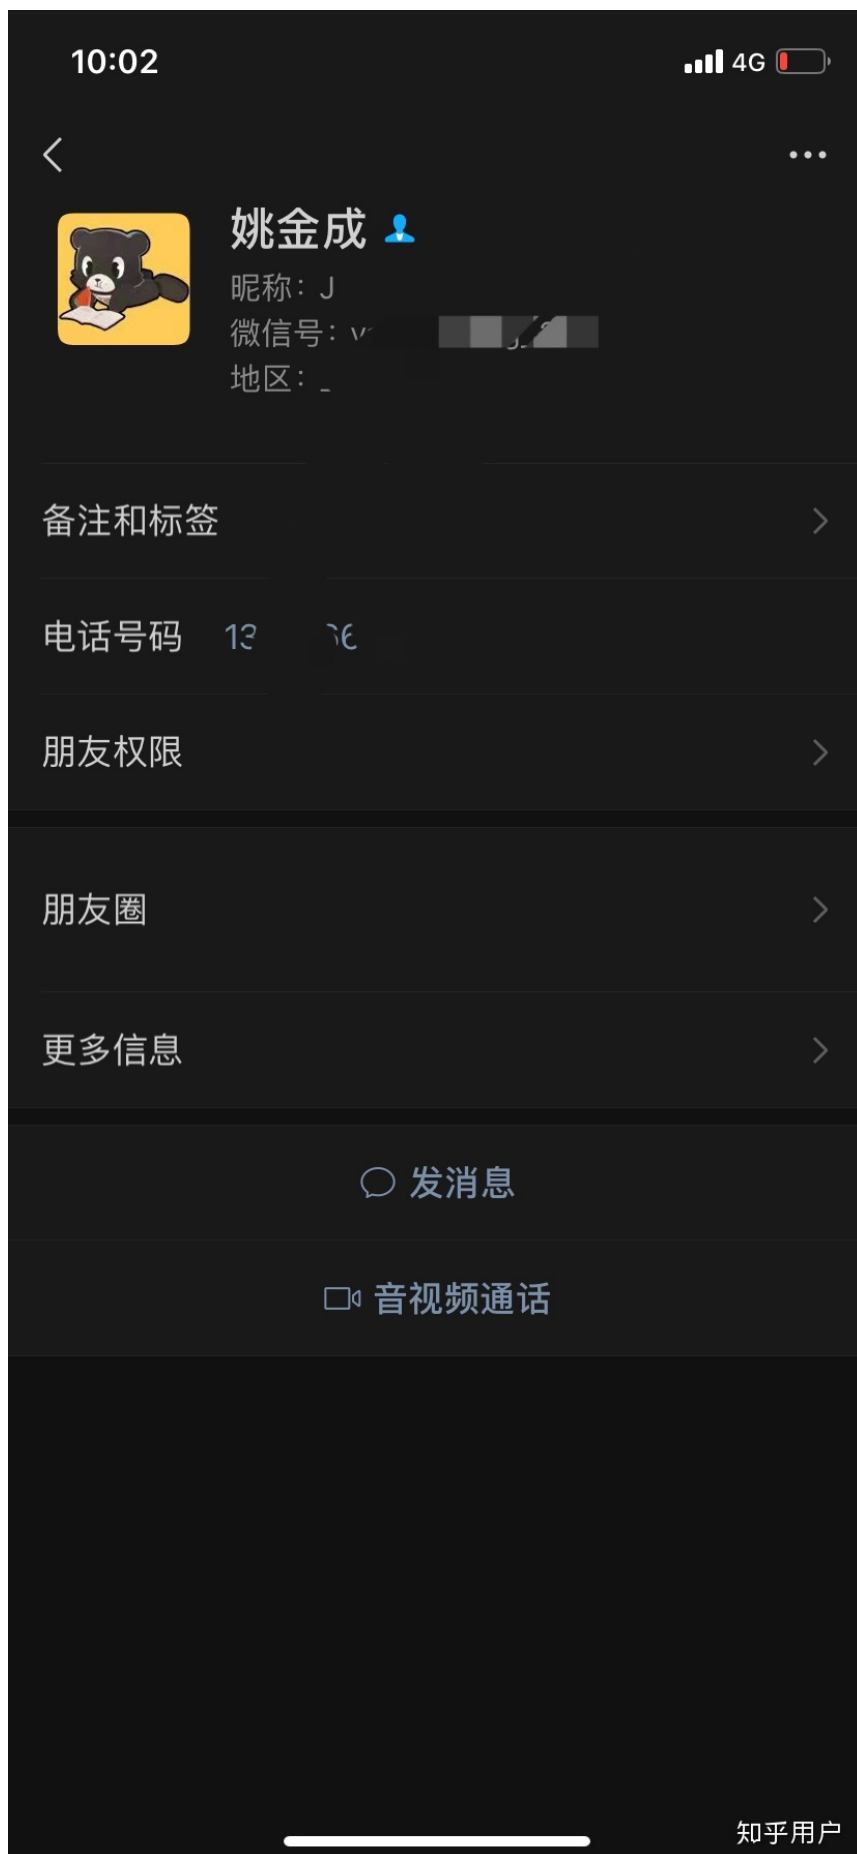 10:02
4G
姚金成
昵称：J
微信号：
地区：
备注和标签
电话号码 13
朋友权限
朋友圈
更多信息
发消息
音视频通话
知乎用户